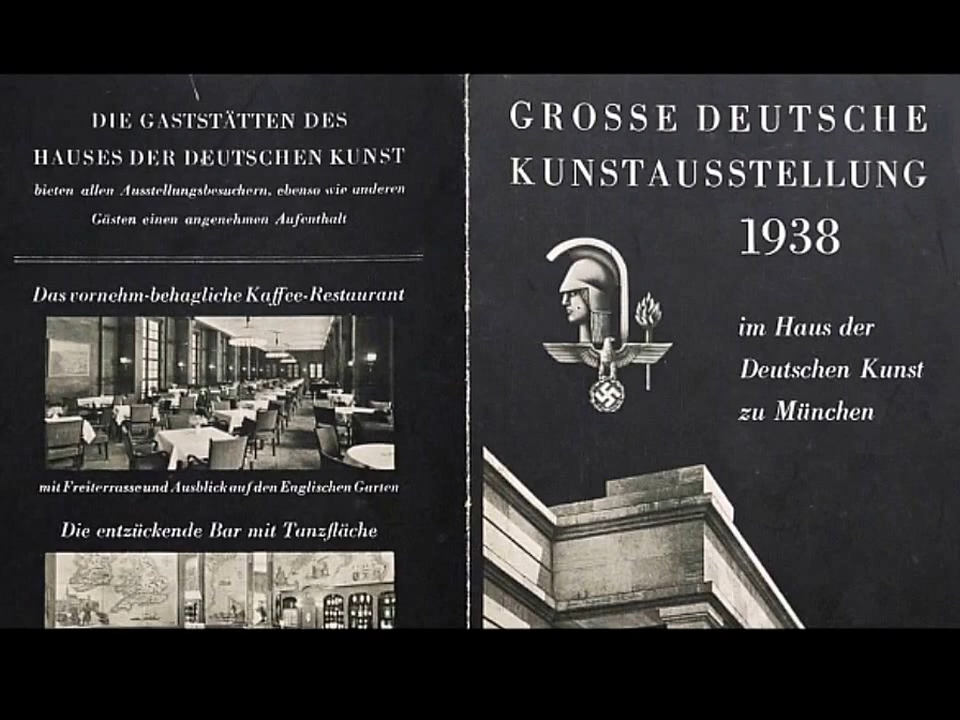 DIE GASTSTÄTTEN DES
HAUSES DER DEUTSCHEN KUNST
bieten allen Ausstellungsbesuchern, ebenso wie anderen
Gästen einen angenehmen Aufenthalt
Das vornehm-behagliche Kaffee-Restaurant
mit Freiterrasse und Ausblick auf den Englischen Garten
Die entzückende Bar mit Tanzfläche
GROSSE DEUTSCHE
KUNSTAUSSTELLUNG
1938
im Haus der
Deutschen Kunst
zu München